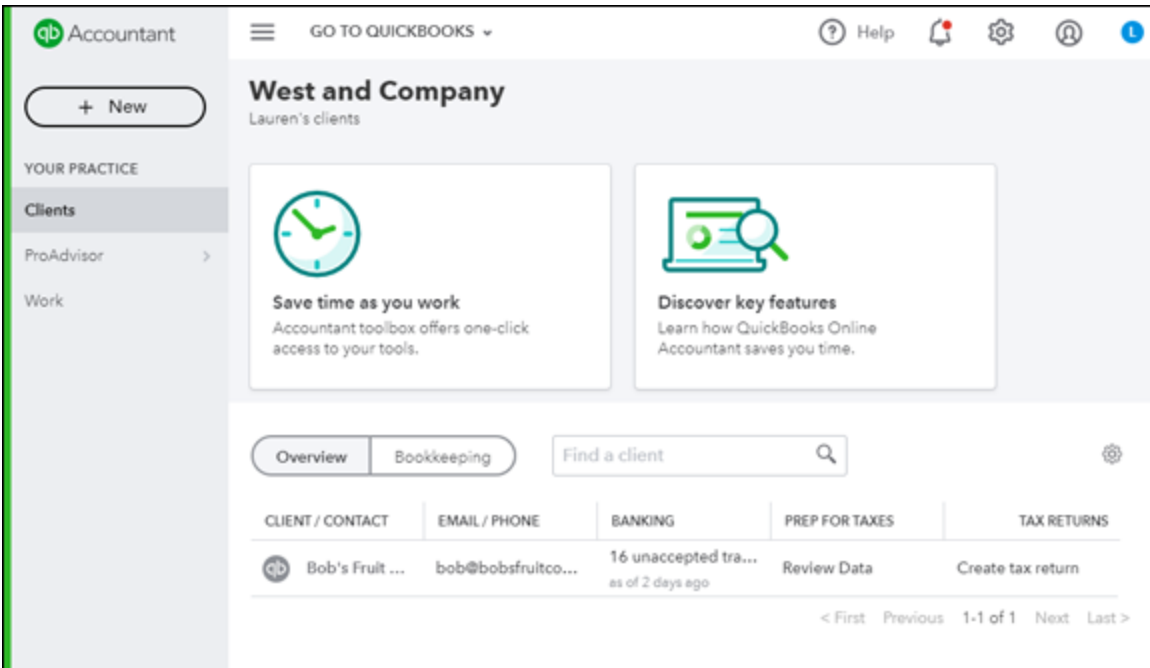 qb Accountant
GO TO QUICKBOOKS
Help
L
+ New
YOUR PRACTICE
Clients
ProAdvisor
Work
West and Company
Lauren's clients
Save time as you work
Accountant toolbox offers one-click
access to your tools.
Discover key features
Learn how QuickBooks Online
Accountant saves you time.
Overview
Bookkeeping
Find a client
CLIENT / CONTACT EMAIL / PHONE BANKING PREP FOR TAXES TAX RETURNS
qb Bob's Fruit ... bob@bobsfruitco... 16 unaccepted tra... Review Data Create tax return
as of 2 days ago
< First Previous 1-1 of 1 Next Last >